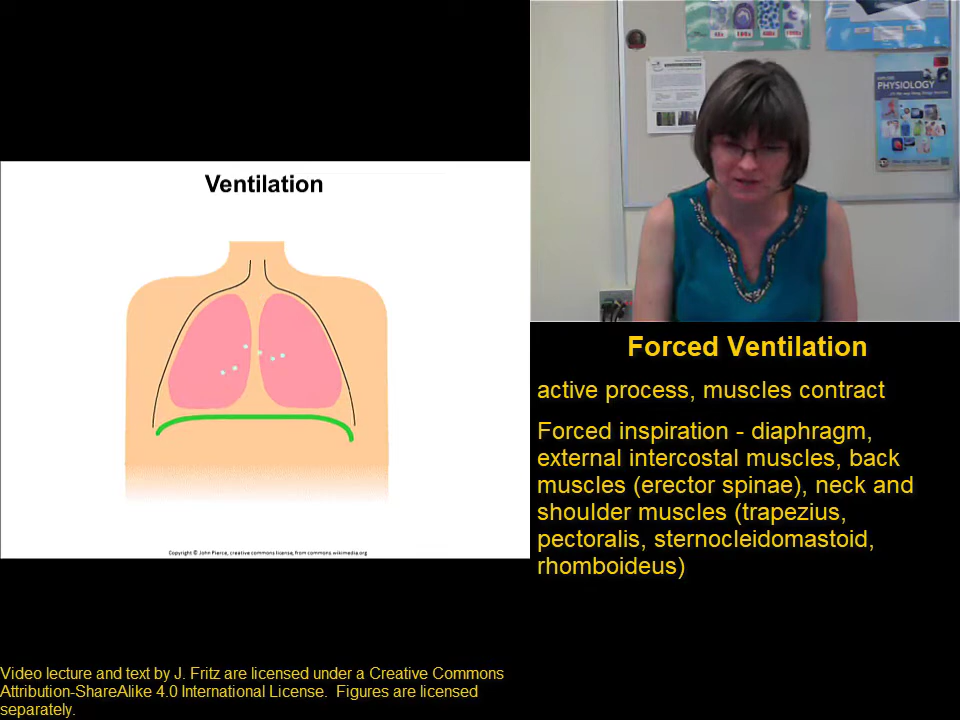 Ventilation
Copyright © John Pierce, creative commons license, from commons.wikimedia.org
PHYSIOLOGY
Forced Ventilation
active process, muscles contract
Forced inspiration - diaphragm,
external intercostal muscles, back
muscles (erector spinae), neck and
shoulder muscles (trapezius,
pectoralis, sternocleidomastoid,
rhomboideus)
Video lecture and text by J. Fritz are licensed under a Creative Commons
Attribution-ShareAlike 4.0 International License.  Figures are licensed
separately.